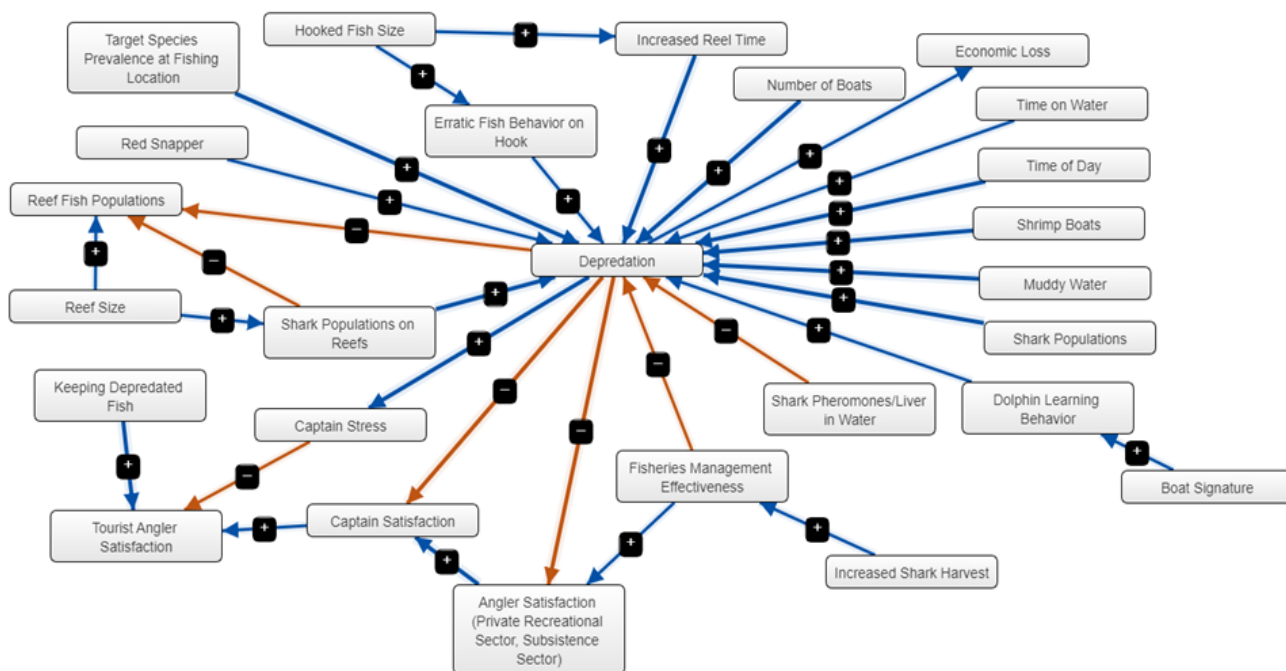 Target Species
Prevalence at Fishing
Location
Hooked Fish Size
+
Increased Reel Time
Economic Loss
+
Number of Boats
Time on Water
Erratic Fish Behavior on
Hook
Red Snapper
+
+
+
Time of Day
+
+
+
Reef Fish Populations
+
+
+
Shrimp Boats
−
+
+
−
Depredation
+
Muddy Water
Reef Size
+
Shark Populations on
Reefs
+
+
Shark Populations
−
+
+
Keeping Depredated
Fish
−
Shark Pheromones/Liver
in Water
Dolphin Learning
Behavior
Captain Stress
−
−
+
+
−
Fisheries Management
Effectiveness
Boat Signature
Tourist Angler
Satisfaction
+
Captain Satisfaction
+
+
+
Increased Shark Harvest
Angler Satisfaction
(Private Recreational
Sector, Subsistence
Sector)